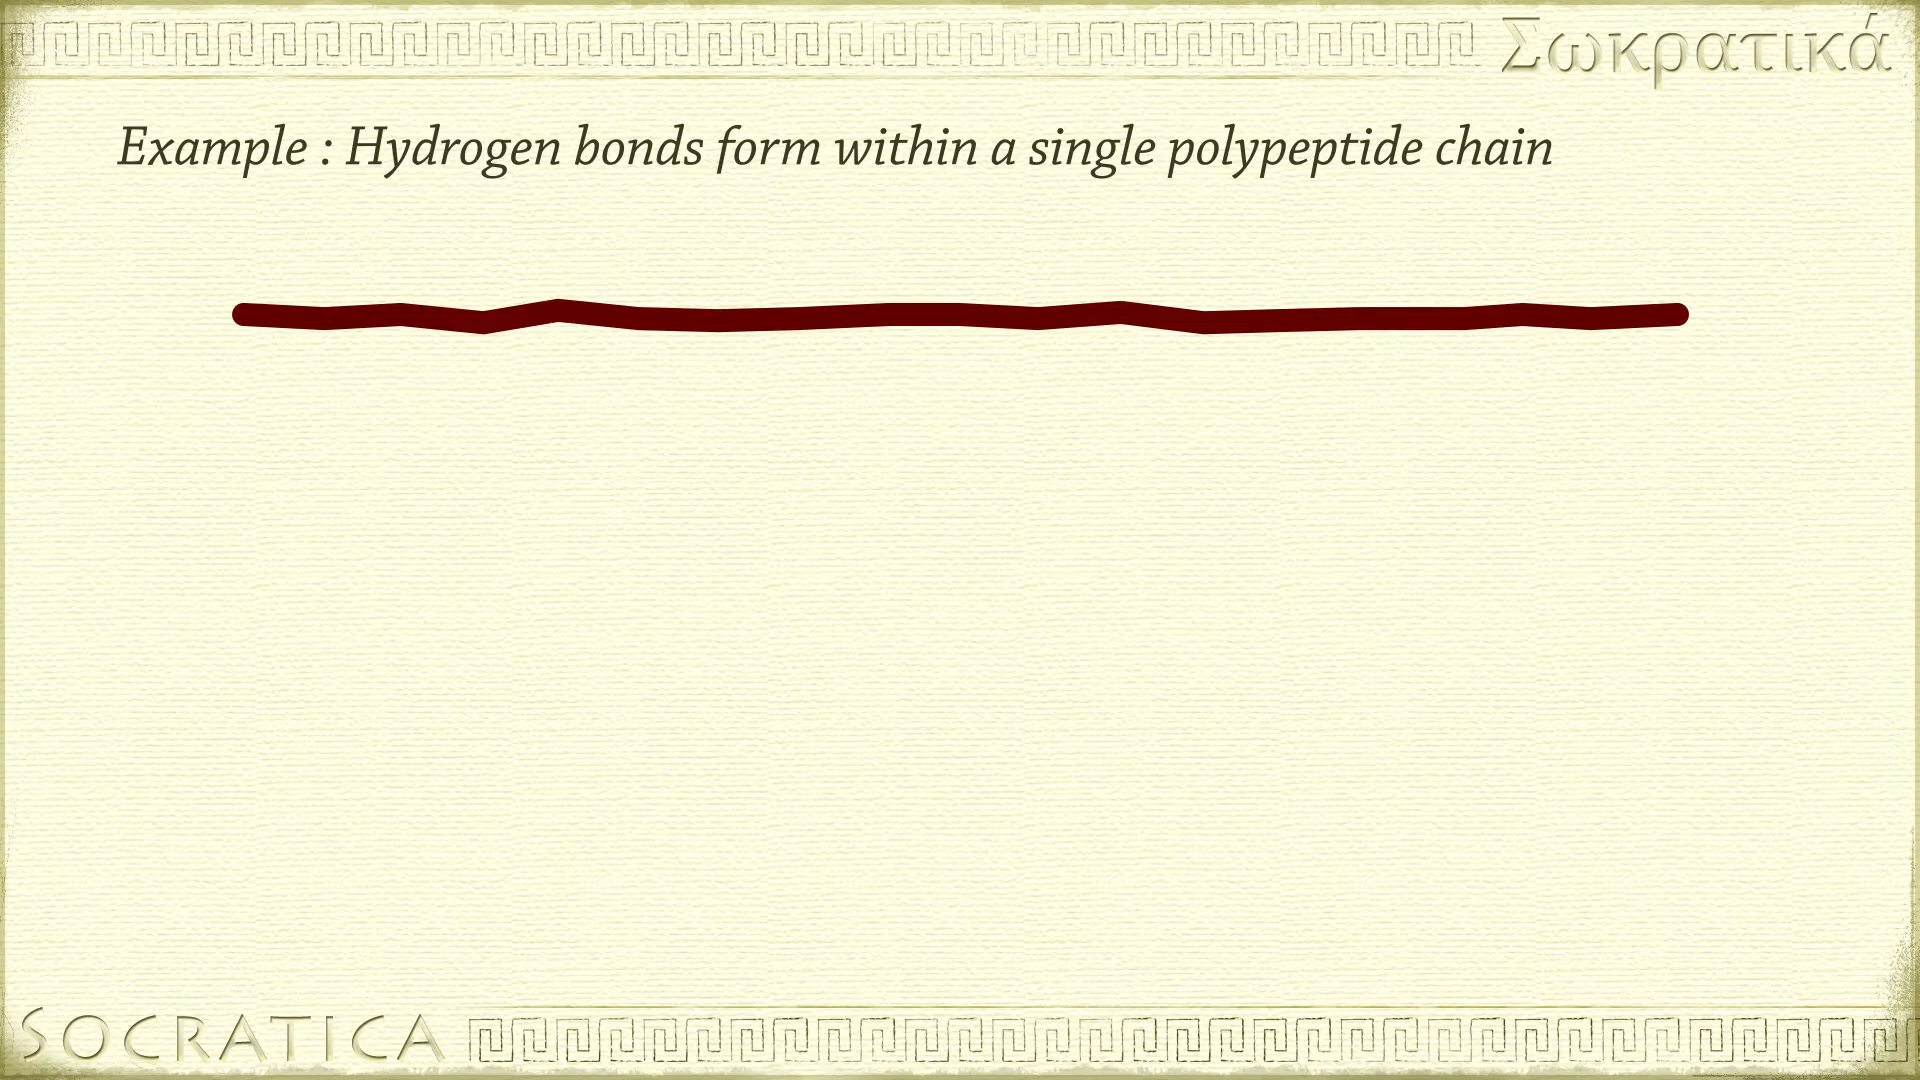 Σωκρατικά
Example : Hydrogen bonds form within a single polypeptide chain
SOCRATICA